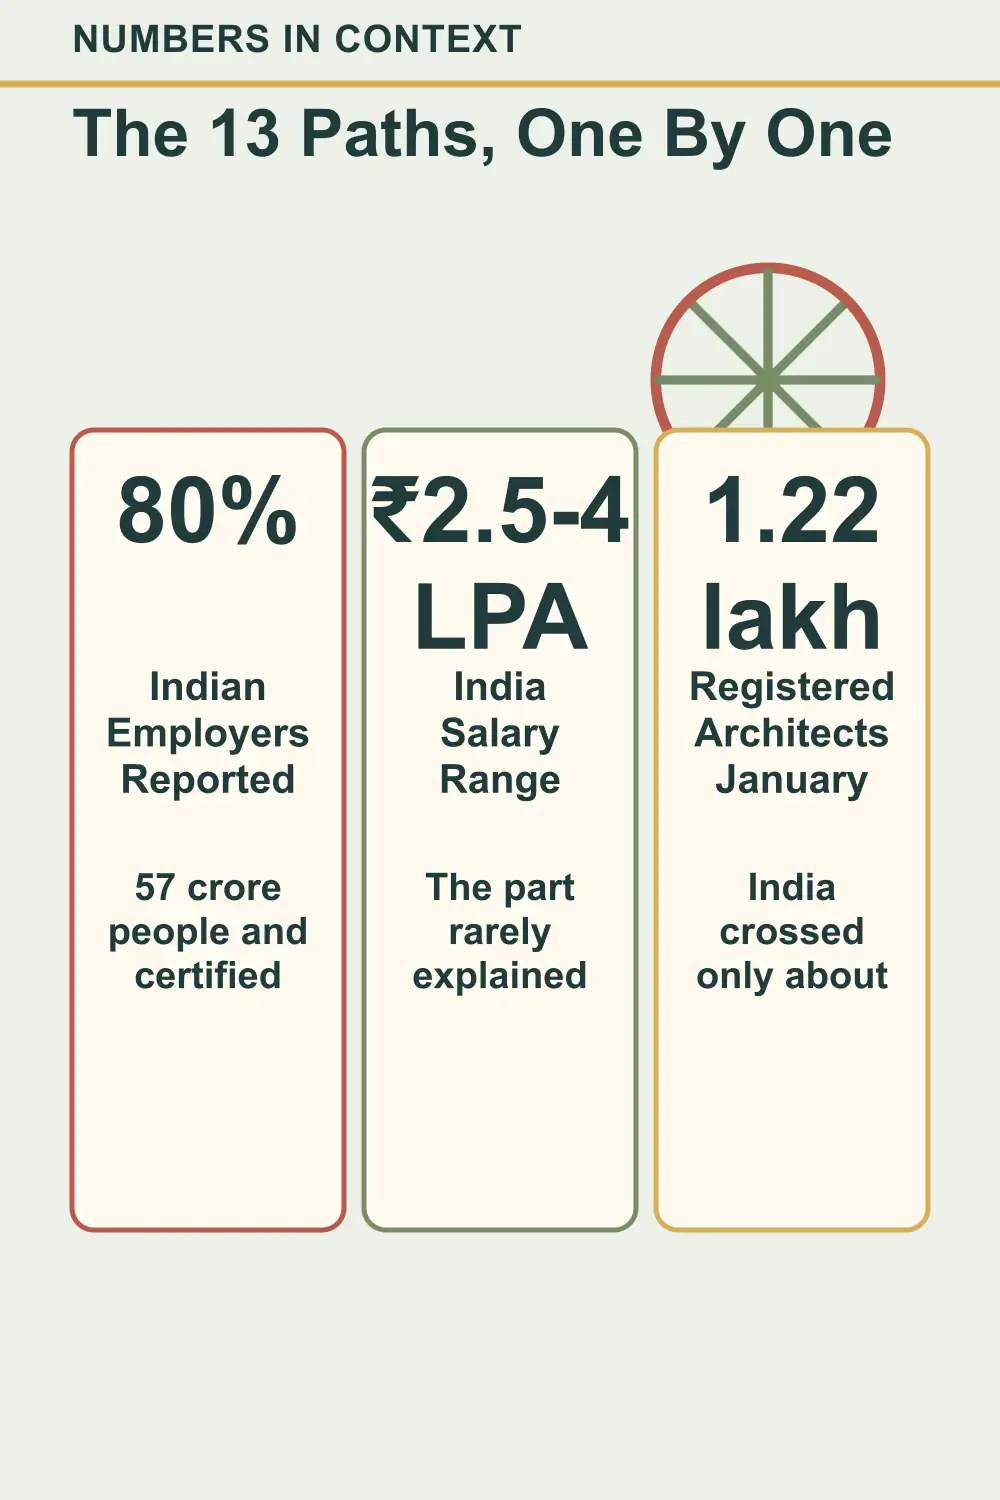 NUMBERS IN CONTEXT
The 13 Paths, One By One
80%
Indian
Employers
Reported
57 crore
people and
certified
₹2.5-4
LPA
India
Salary
Range
The part
rarely
explained
1.22
lakh
Registered
Architects
January
India
crossed
only about